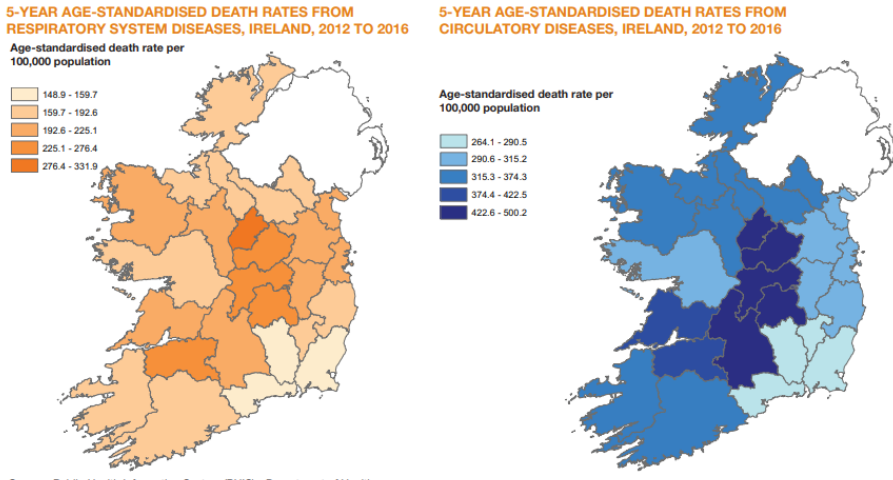 5-YEAR AGE-STANDARDISED DEATH RATES FROM
RESPIRATORY SYSTEM DISEASES, IRELAND, 2012 TO 2016
Age-standardised death rate per
100,000 population
148.9 - 159.7
159.7 - 192.6
192.6 - 225.1
225.1 - 276.4
276.4 - 331.9
5-YEAR AGE-STANDARDISED DEATH RATES FROM
CIRCULATORY DISEASES, IRELAND, 2012 TO 2016
Age-standardised death rate per
100,000 population
264.1 - 290.5
290.6 - 315.2
315.3 - 374.3
374.4 - 422.5
422.6 - 500.2